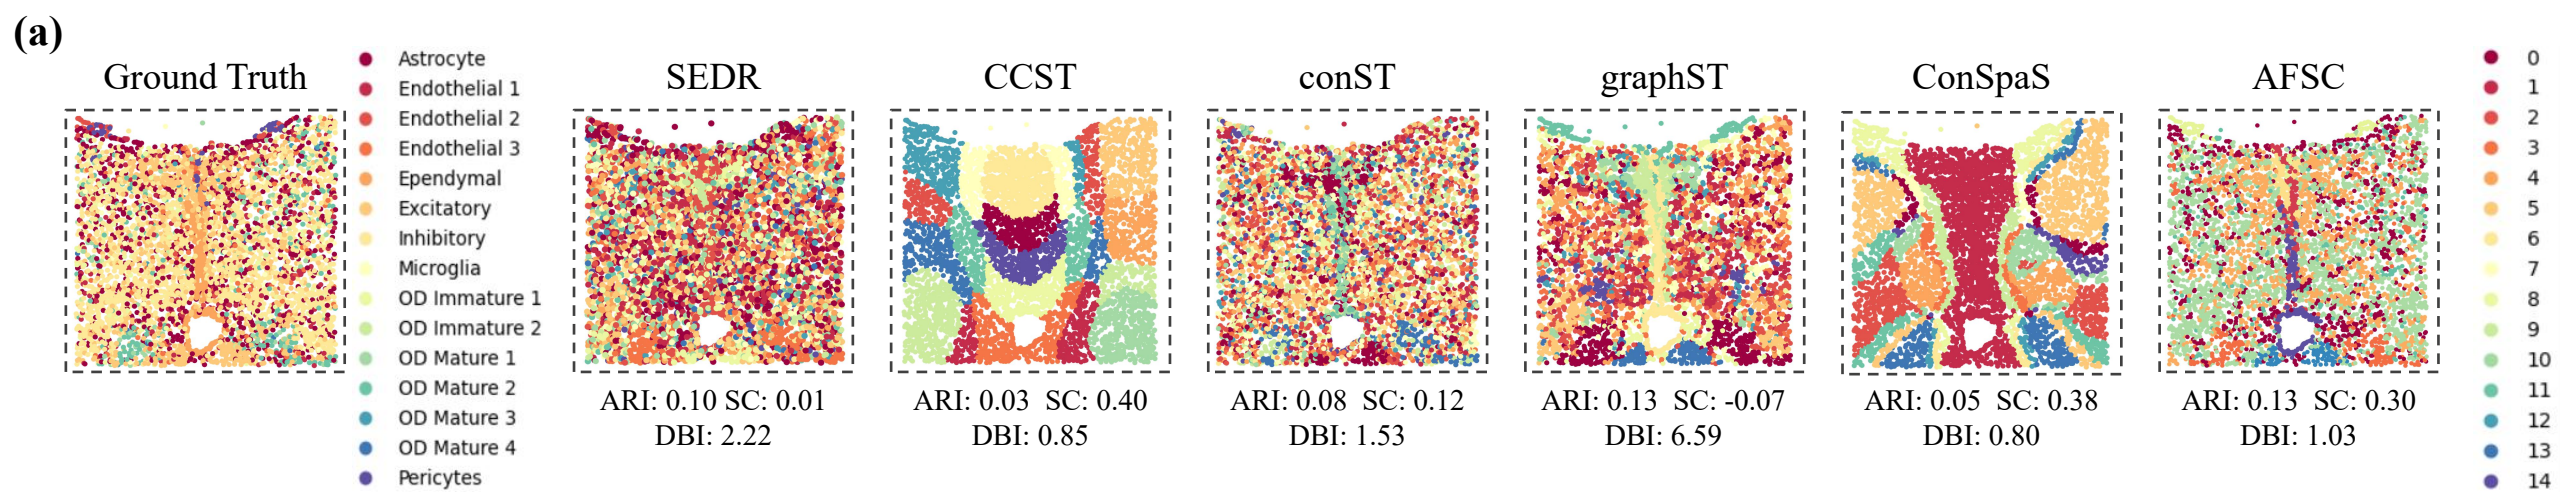 (a)
Ground Truth
Astrocyte
Endothelial 1
Endothelial 2
Endothelial 3
Ependymal
Excitatory
Inhibitory
Microglia
OD Immature 1
OD Immature 2
OD Mature 1
OD Mature 2
OD Mature 3
OD Mature 4
Pericytes
SEDR
ARI: 0.10 SC: 0.01
DBI: 2.22
CCST
ARI: 0.03 SC: 0.40
DBI: 0.85
conST
ARI: 0.08 SC: 0.12
DBI: 1.53
graphST
ARI: 0.13 SC: -0.07
DBI: 6.59
ConSpaS
ARI: 0.05 SC: 0.38
DBI: 0.80
AFSC
ARI: 0.13 SC: 0.30
DBI: 1.03
0
1
2
3
4
5
6
7
8
9
10
11
12
13
14